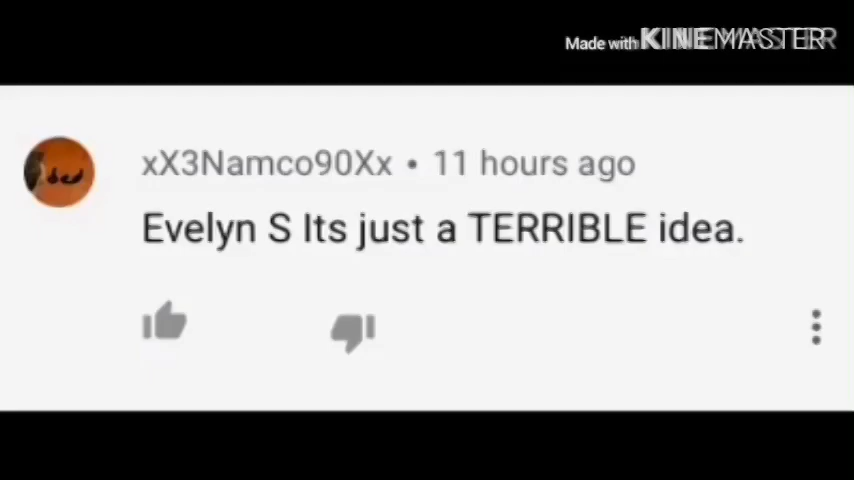 Made with KINEMASTER
xX3Namco90Xx • 11 hours ago
Evelyn S Its just a TERRIBLE idea.